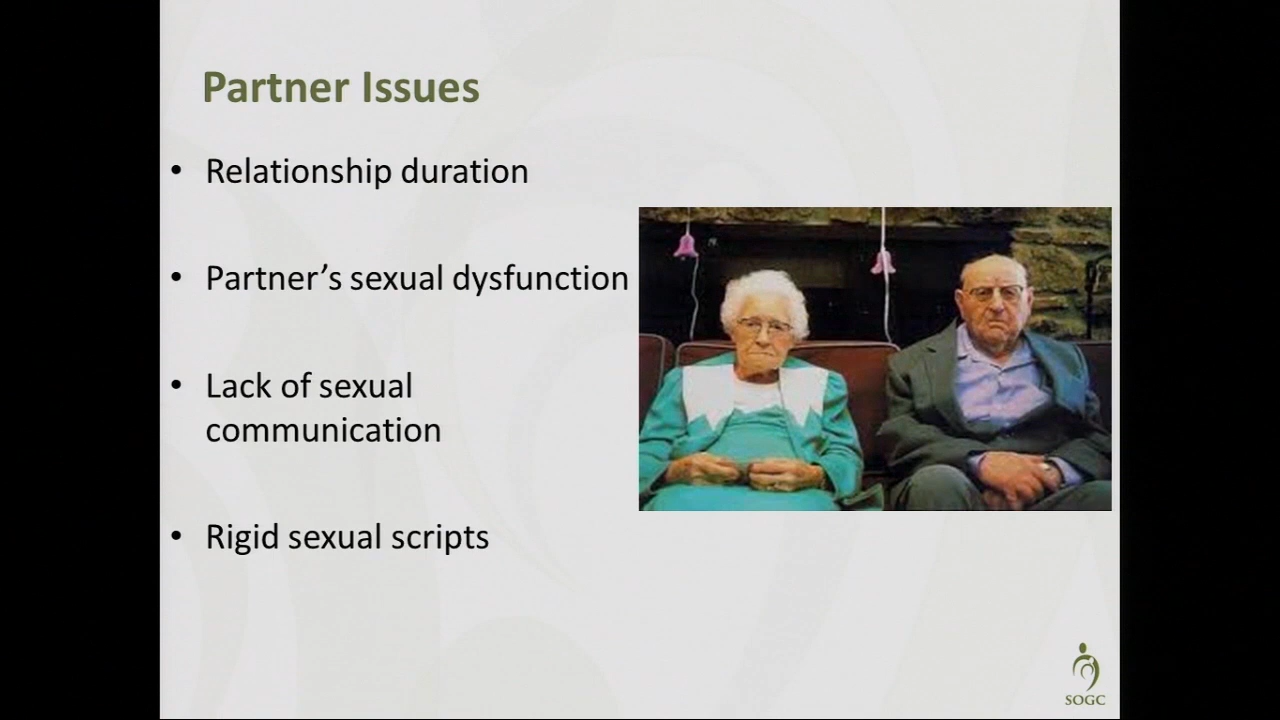 Partner Issues
• Relationship duration
• Partner’s sexual dysfunction
• Lack of sexual
communication
• Rigid sexual scripts
SOGC